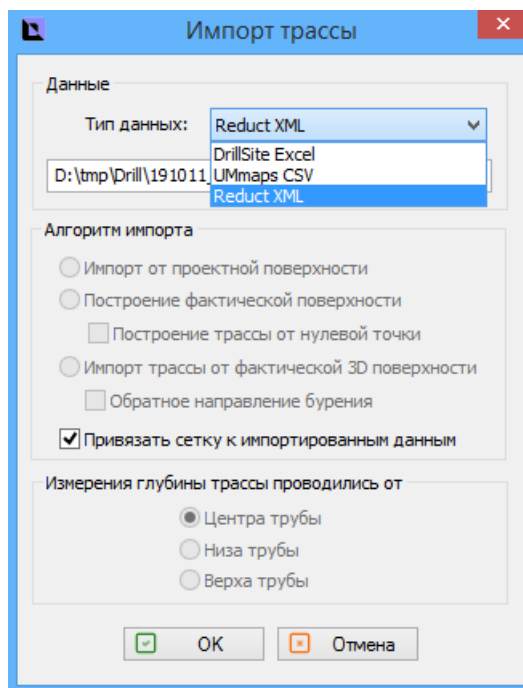 Импорт трассы
Данные
Тип данных: Reduct XML
DrillSite Excel
UMmaps CSV
Reduct XML
D:\tmp\Drill\191011_
Алгоритм импорта
Импорт от проектной поверхности
Построение фактической поверхности
Построение трассы от нулевой точки
Импорт трассы от фактической 3D поверхности
Обратное направление бурения
Привязать сетку к импортированным данным
Измерения глубины трассы проводились от
Центра трубы
Низа трубы
Верха трубы
OK Отмена